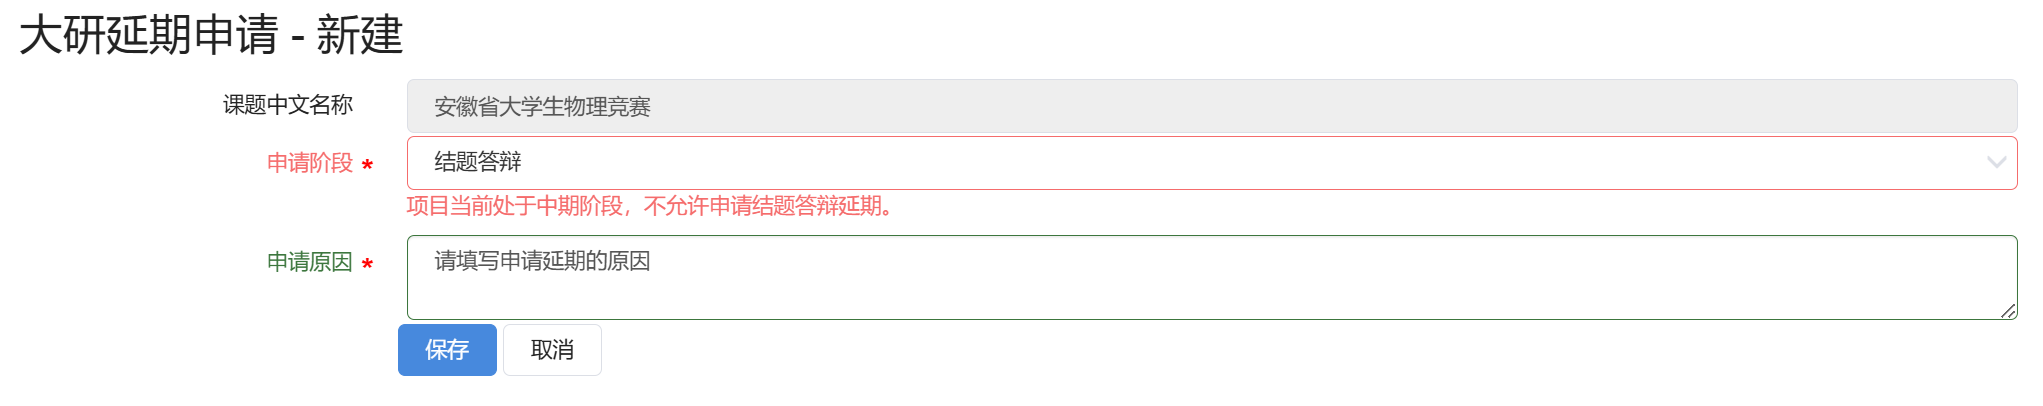 大研延期申请 - 新建
课题中文名称 安徽省大学生物理竞赛
申请阶段 * 结题答辩
项目当前处于中期阶段，不允许申请结题答辩延期。
申请原因 * 请填写申请延期的原因
保存 取消